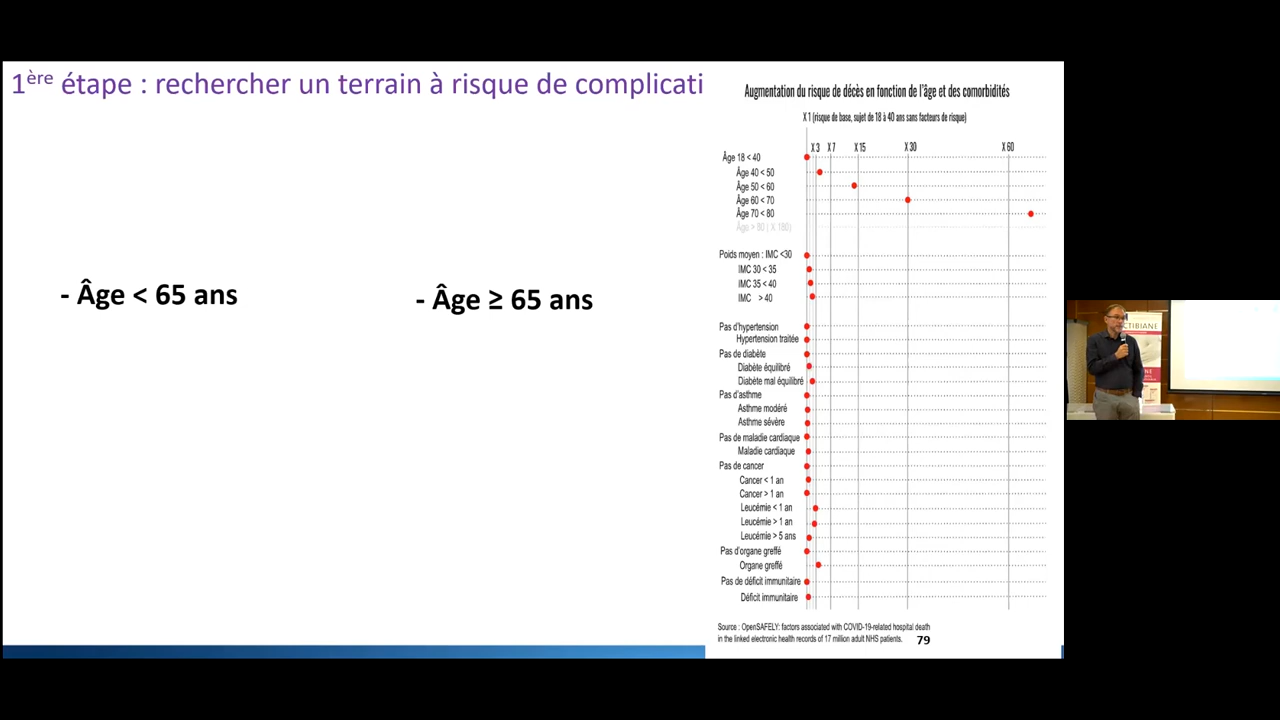 1ère étape : rechercher un terrain à risque de complicati
- Âge < 65 ans
- Âge ≥ 65 ans
Augmentation du risque de décès en fonction de l'âge et des comorbidités
X 1 (risque de base, sujet de 18 à 40 ans sans facteurs de risque)
X 3 X 7 X 15 X 30 X 60
Âge 18 < 40
Âge 40 < 50
Âge 50 < 60
Âge 60 < 70
Âge 70 < 80
Âge > 80 ( X 180)
Poids moyen : IMC <30
IMC 30 < 35
IMC 35 < 40
IMC > 40
Pas d'hypertension
Hypertension traitée
Pas de diabète
Diabète équilibré
Diabète mal équilibré
Pas d'asthme
Asthme modéré
Asthme sévère
Pas de maladie cardiaque
Maladie cardiaque
Pas de cancer
Cancer < 1 an
Cancer > 1 an
Leucémie < 1 an
Leucémie > 1 an
Leucémie > 5 ans
Pas d'organe greffé
Organe greffé
Pas de déficit immunitaire
Déficit immunitaire
Source : OpenSAFELY: factors associated with COVID-19-related hospital death
in the linked electronic health records of 17 million adult NHS patients.
79
CTIBIANE